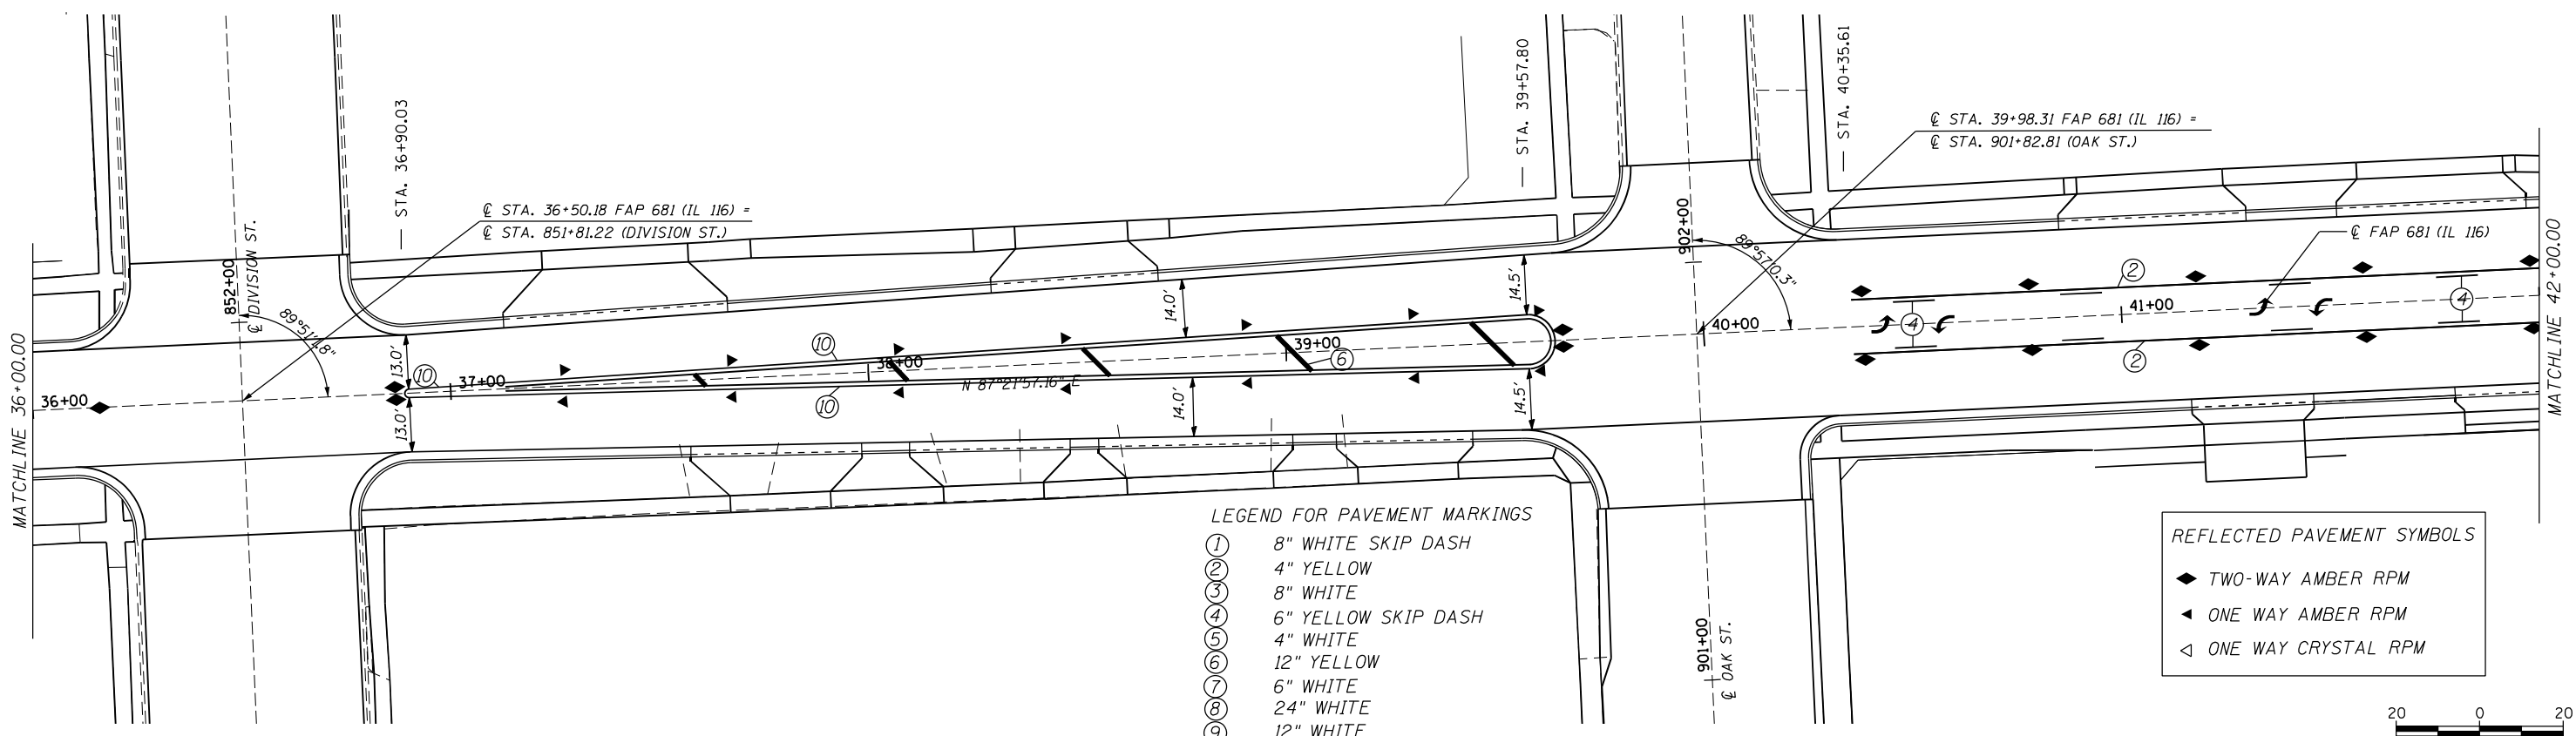 MATCHLINE 36+00.00
36+00
852+00
℄ DIVISION ST.
89°51'1.8"
STA. 36+90.03
℄ STA. 36+50.18 FAP 681 (IL 116) =
℄ STA. 851+81.22 (DIVISION ST.)
13.0'
13.0'
10
37+00
10
10
38+00
N 87°21'57.16" E
14.0'
14.0'
39+00
6
14.5'
14.5'
STA. 39+57.80
902+00
89°57'0.3"
40+00
901+00
℄ OAK ST.
STA. 40+35.61
℄ STA. 39+98.31 FAP 681 (IL 116) =
℄ STA. 901+82.81 (OAK ST.)
℄ FAP 681 (IL 116)
2
4
41+00
4
2
MATCHLINE 42+00.00
LEGEND FOR PAVEMENT MARKINGS
1 8" WHITE SKIP DASH
2 4" YELLOW
3 8" WHITE
4 6" YELLOW SKIP DASH
5 4" WHITE
6 12" YELLOW
7 6" WHITE
8 24" WHITE
9 12" WHITE
REFLECTED PAVEMENT SYMBOLS
TWO-WAY AMBER RPM
ONE WAY AMBER RPM
ONE WAY CRYSTAL RPM
20 0 20